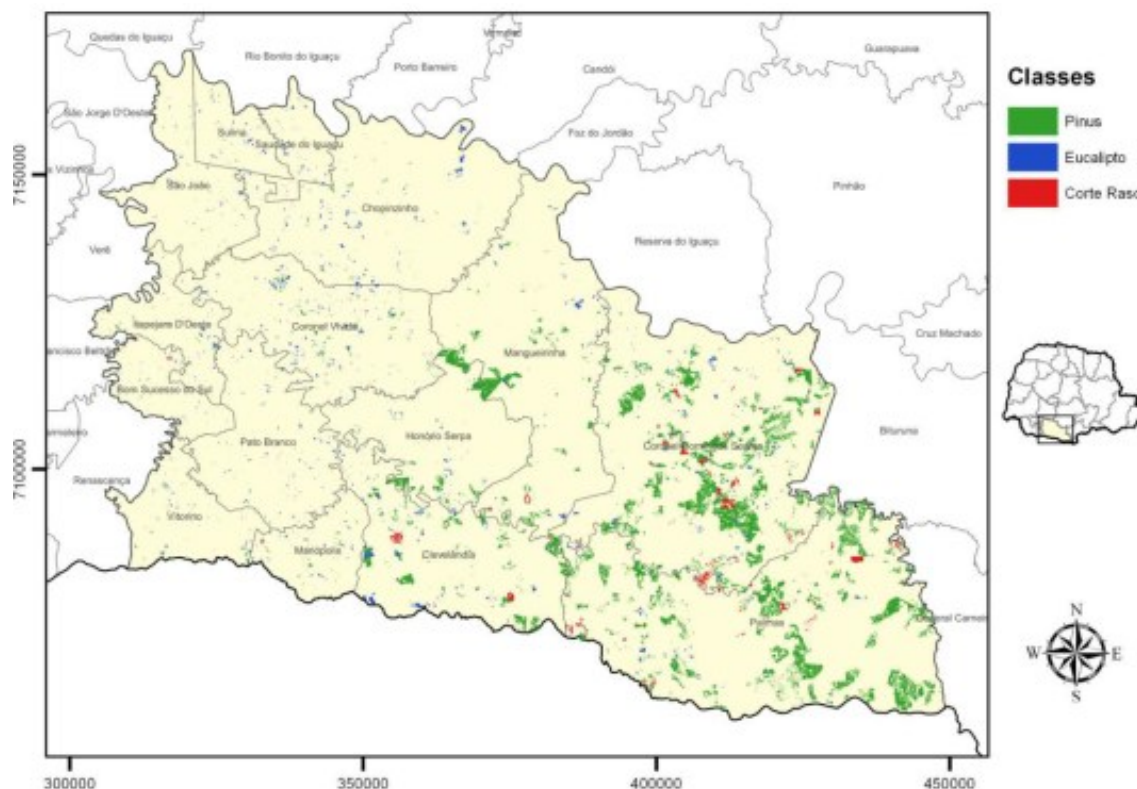 Quedas do Iguaçu
Rio Bonito do Iguaçu
Porto Barreiro
Candói
Guarapuava
São Jorge D'Oeste
Sulina
Saudade do Iguaçu
Foz do Jordão
São João
Chopinzinho
Pinhão
Verê
Reserva do Iguaçu
Itapejara D'Oeste
Coronel Vivida
Mangueirinha
Cruz Machado
Bom Sucesso do Sul
Pato Branco
Honório Serpa
Bituruna
Renascença
Vitorino
Mariópolis
Clevelândia
Palmas
7150000
7100000
300000
350000
400000
450000
Classes
Pinus
Eucalipto
Corte Raso
N
W
E
S